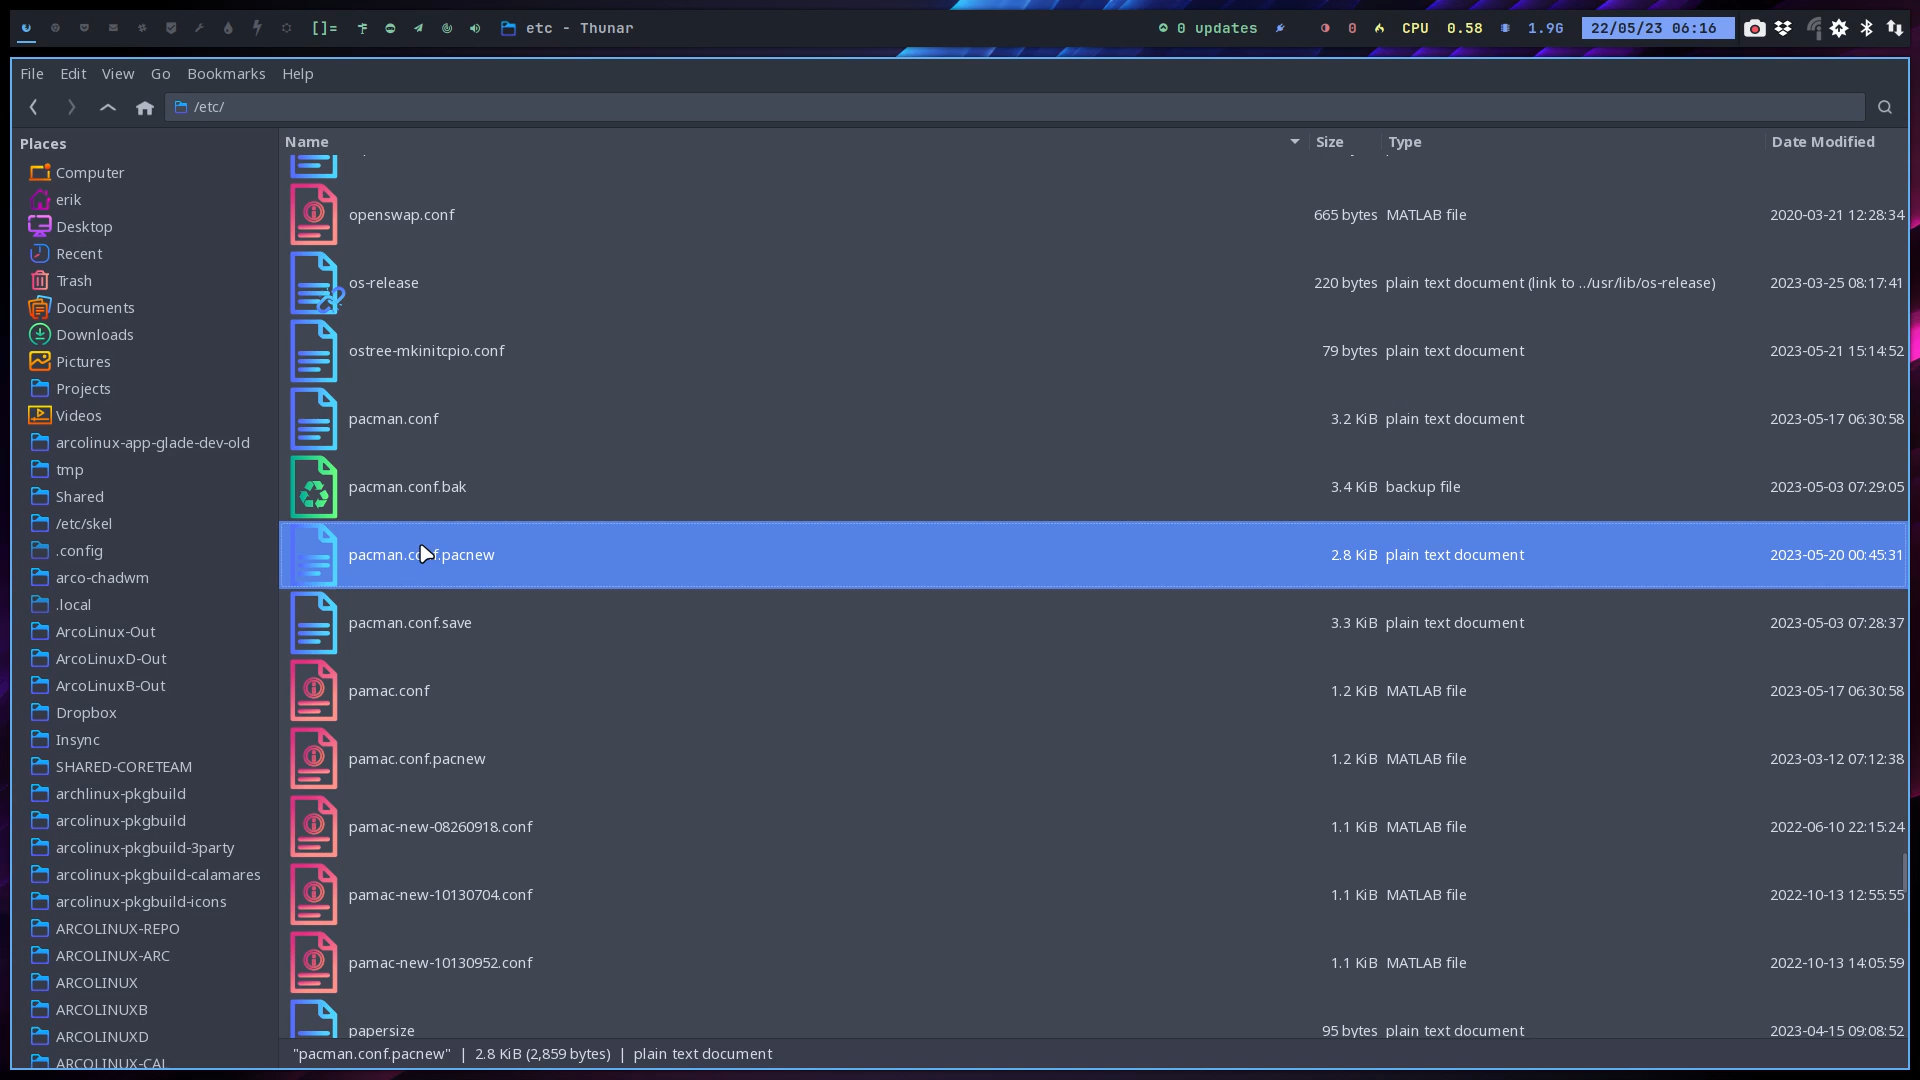 []= etc - Thunar 0 updates 0 CPU 0.58 1.9G 22/05/23 06:16
File Edit View Go Bookmarks Help
/etc/
Places
Computer
erik
Desktop
Recent
Trash
Documents
Downloads
Pictures
Projects
Videos
arcolinux-app-glade-dev-old
tmp
Shared
/etc/skel
.config
arco-chadwm
.local
ArcoLinux-Out
ArcoLinuxD-Out
ArcoLinuxB-Out
Dropbox
Insync
SHARED-CORETEAM
archlinux-pkgbuild
arcolinux-pkgbuild
arcolinux-pkgbuild-3party
arcolinux-pkgbuild-calamares
arcolinux-pkgbuild-icons
ARCOLINUX-REPO
ARCOLINUX-ARC
ARCOLINUX
ARCOLINUXB
ARCOLINUXD
ARCOLINUX-CAL
Name Size Type Date Modified
openswap.conf 665 bytes MATLAB file 2020-03-21 12:28:34
os-release 220 bytes plain text document (link to ../usr/lib/os-release) 2023-03-25 08:17:41
ostree-mkinitcpio.conf 79 bytes plain text document 2023-05-21 15:14:52
pacman.conf 3.2 KiB plain text document 2023-05-17 06:30:58
pacman.conf.bak 3.4 KiB backup file 2023-05-03 07:29:05
pacman.conf.pacnew 2.8 KiB plain text document 2023-05-20 00:45:31
pacman.conf.save 3.3 KiB plain text document 2023-05-03 07:28:37
pamac.conf 1.2 KiB MATLAB file 2023-05-17 06:30:58
pamac.conf.pacnew 1.2 KiB MATLAB file 2023-03-12 07:12:38
pamac-new-08260918.conf 1.1 KiB MATLAB file 2022-06-10 22:15:24
pamac-new-10130704.conf 1.1 KiB MATLAB file 2022-10-13 12:55:55
pamac-new-10130952.conf 1.1 KiB MATLAB file 2022-10-13 14:05:59
papersize 95 bytes plain text document 2023-04-15 09:08:52
"pacman.conf.pacnew" | 2.8 KiB (2,859 bytes) | plain text document